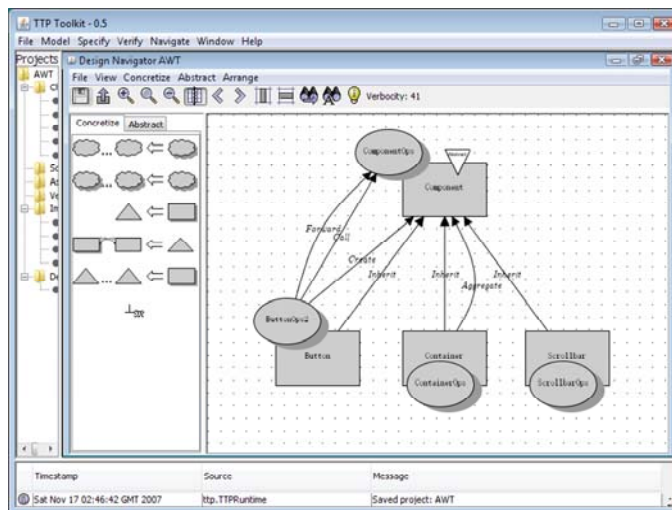 TTP Toolkit - 0.5
File Model Specify Verify Navigate Window Help
Projects
Design Navigator AWT
AWT
File View Concretize Abstract Arrange
Verbocity: 41
Concretize Abstract
ComponentOps
Component
Forward
Call
Create
Inherit
Inherit
Aggregate
Inherit
ButtonOps2
Button
Container
Scrollbar
ContainerOps
ScrollbarOps
Timestamp Source Message
Sat Nov 17 02:46:42 GMT 2007 ttp.TTPRuntime Saved project: AWT